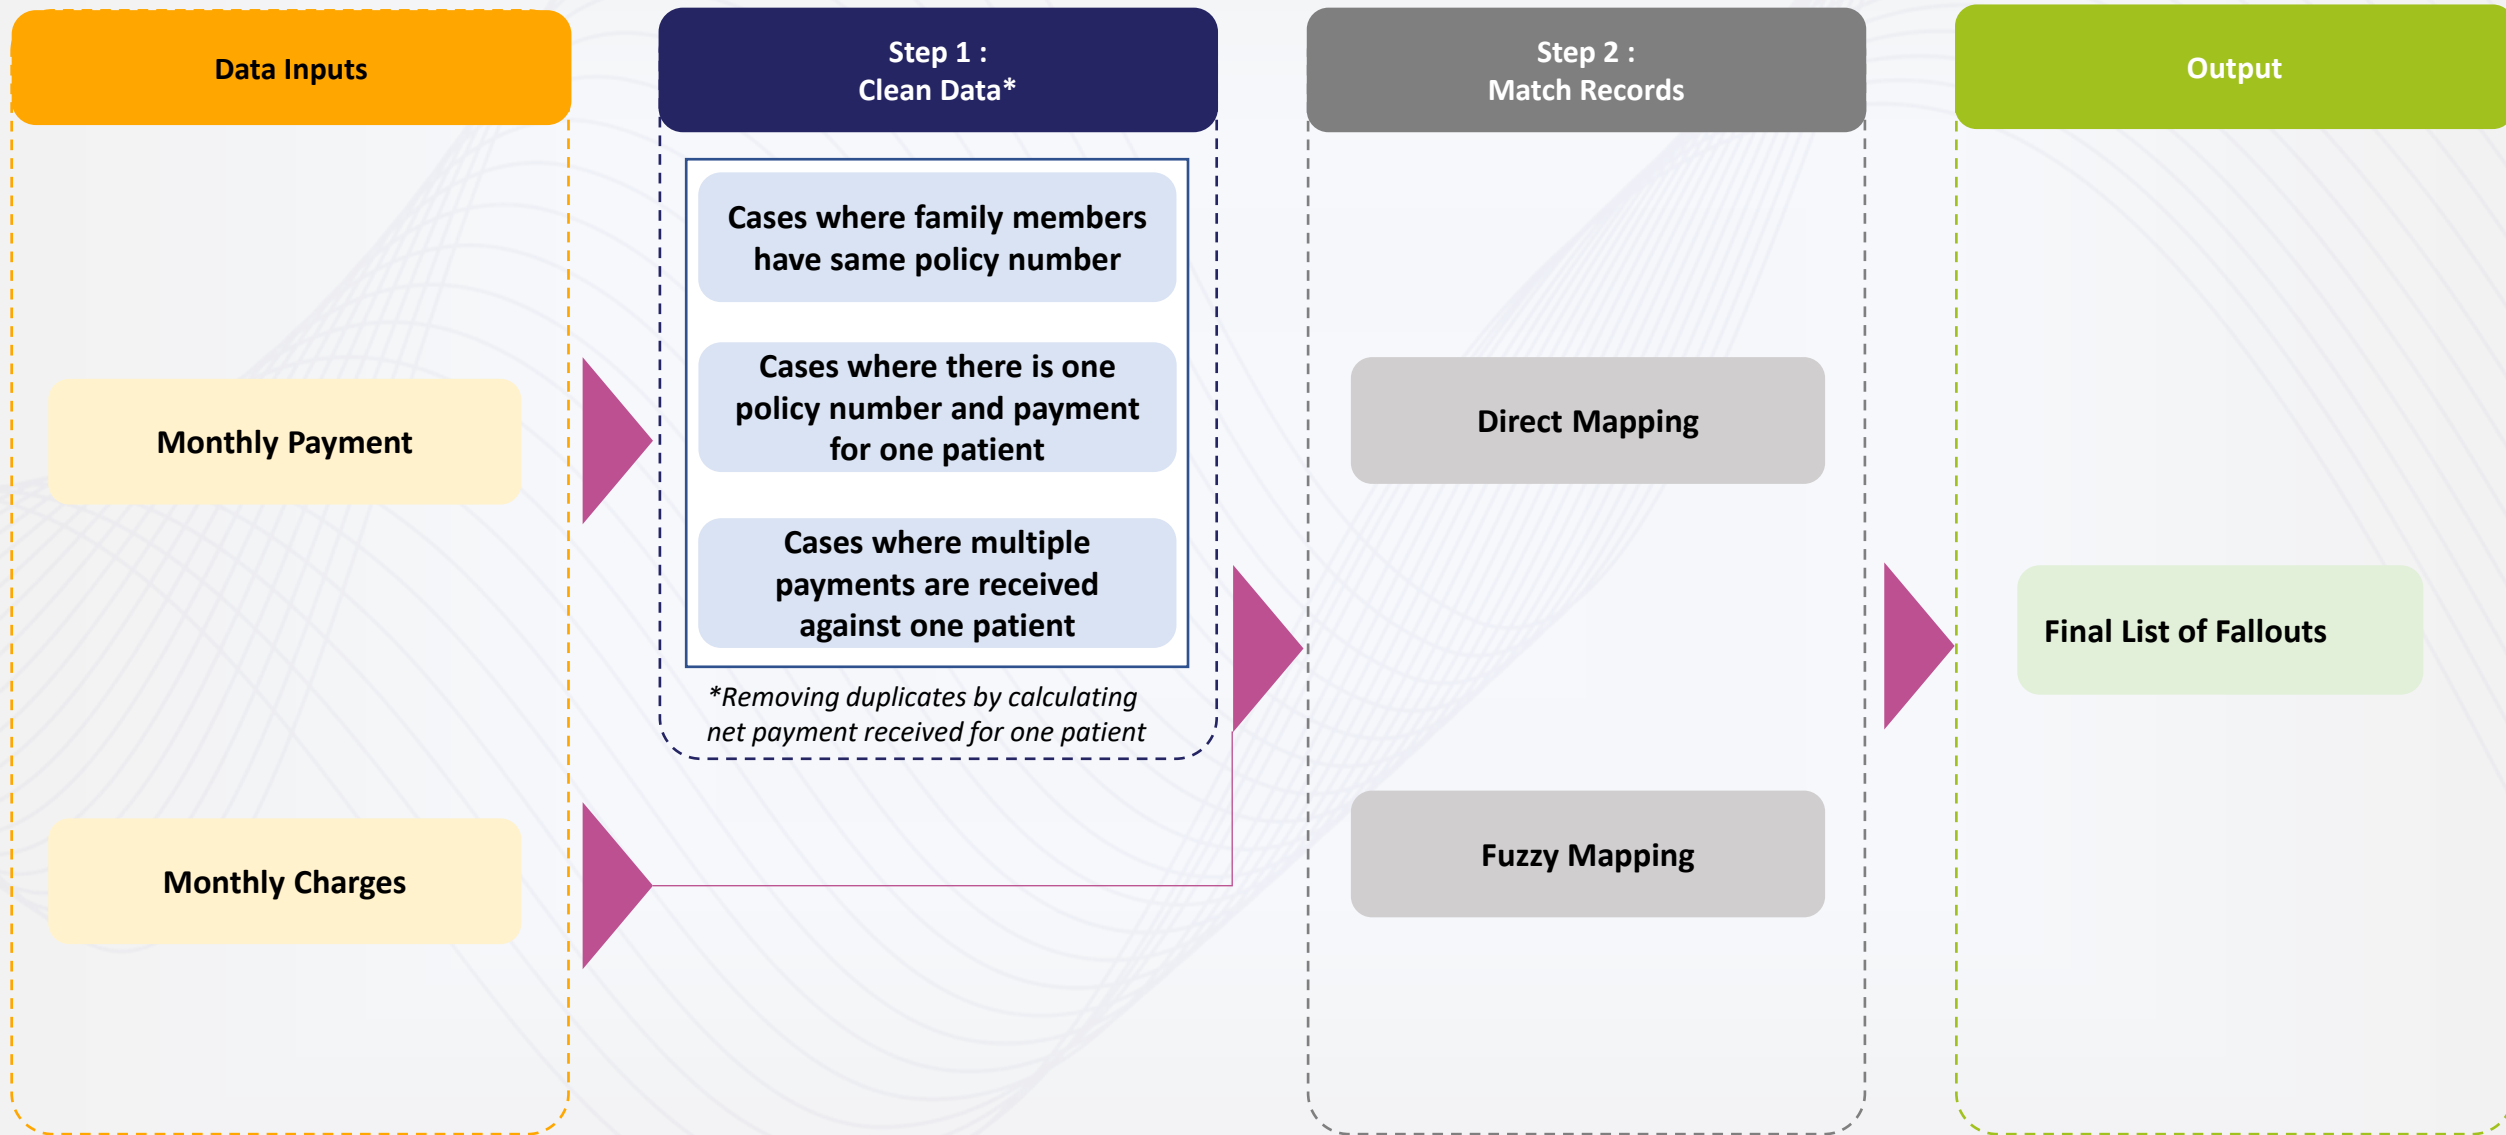 Data Inputs
Monthly Payment
Monthly Charges
Step 1 :
Clean Data*
Cases where family members
have same policy number
Cases where there is one
policy number and payment
for one patient
Cases where multiple
payments are received
against one patient
*Removing duplicates by calculating
net payment received for one patient
Step 2 :
Match Records
Direct Mapping
Fuzzy Mapping
Output
Final List of Fallouts